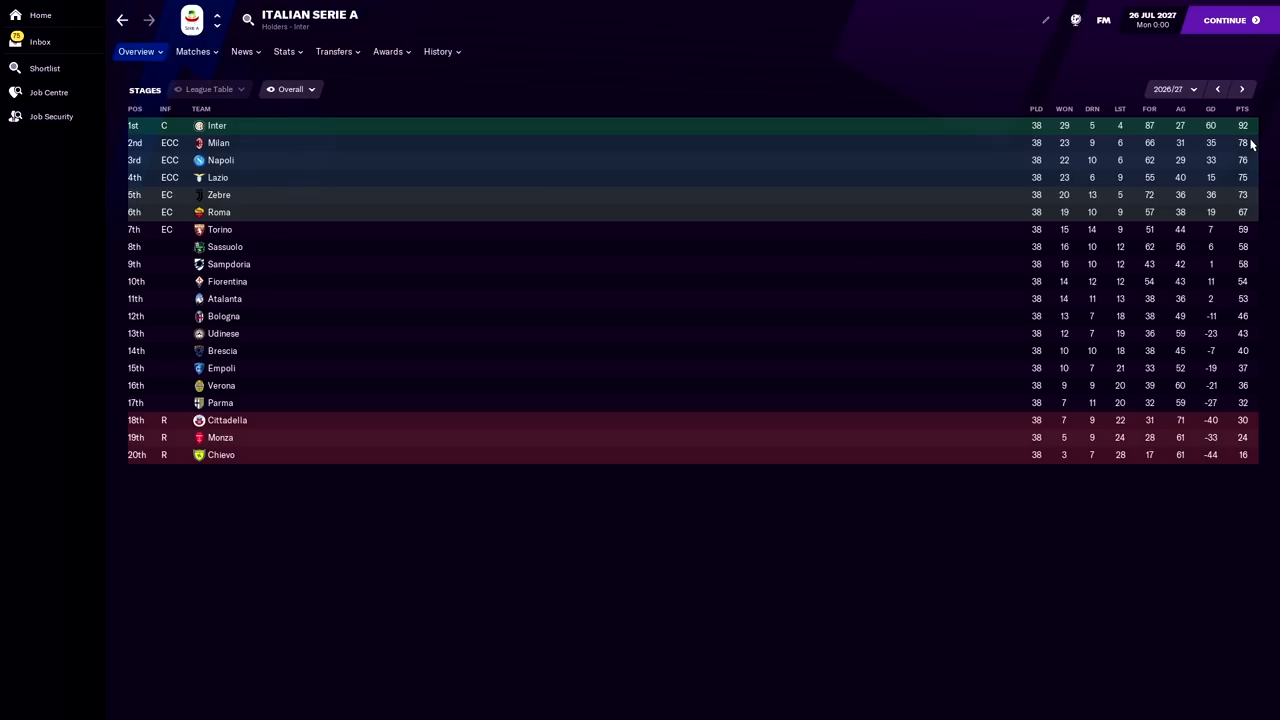 Home
75
Inbox
Shortlist
Job Centre
Job Security
SERIE A
ITALIAN SERIE A
Holders - Inter
FM
26 JUL 2027
Mon 0:00
CONTINUE
Overview Matches News Stats Transfers Awards History
STAGES League Table Overall 2026/27
POS INF TEAM PLD WON DRN LST FOR AG GD PTS
1st C Inter 38 29 5 4 87 27 60 92
2nd ECC Milan 38 23 9 6 66 31 35 78
3rd ECC Napoli 38 22 10 6 62 29 33 76
4th ECC Lazio 38 23 6 9 55 40 15 75
5th EC Zebre 38 20 13 5 72 36 36 73
6th EC Roma 38 19 10 9 57 38 19 67
7th EC Torino 38 15 14 9 51 44 7 59
8th Sassuolo 38 16 10 12 62 56 6 58
9th Sampdoria 38 16 10 12 43 42 1 58
10th Fiorentina 38 14 12 12 54 43 11 54
11th Atalanta 38 14 11 13 38 36 2 53
12th Bologna 38 13 7 18 38 49 -11 46
13th Udinese 38 12 7 19 36 59 -23 43
14th Brescia 38 10 10 18 38 45 -7 40
15th Empoli 38 10 7 21 33 52 -19 37
16th Verona 38 9 9 20 39 60 -21 36
17th Parma 38 7 11 20 32 59 -27 32
18th R Cittadella 38 7 9 22 31 71 -40 30
19th R Monza 38 5 9 24 28 61 -33 24
20th R Chievo 38 3 7 28 17 61 -44 16